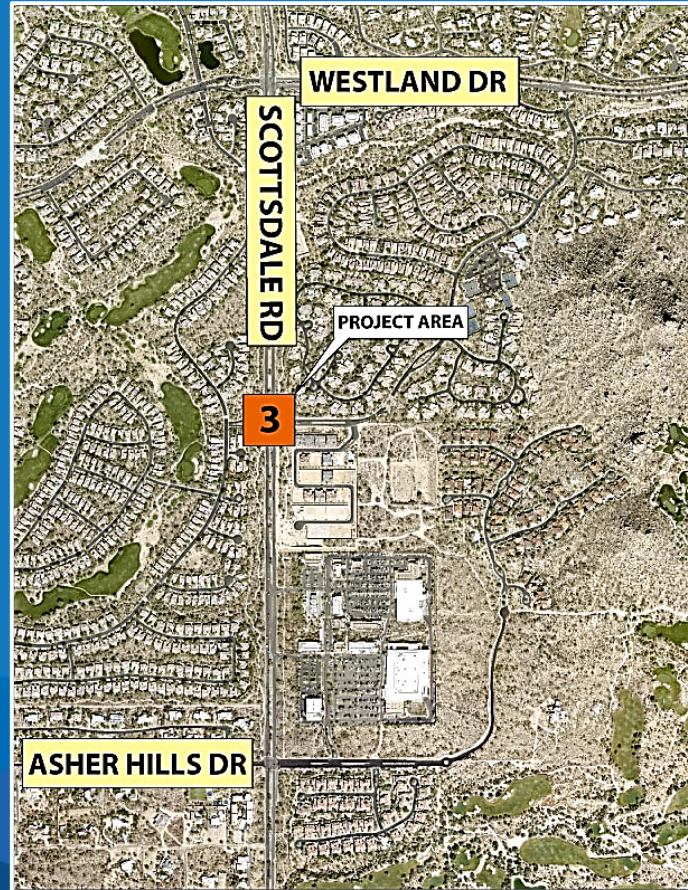 WESTLAND DR
SCOTTSDALE RD
PROJECT AREA
3
ASHER HILLS DR